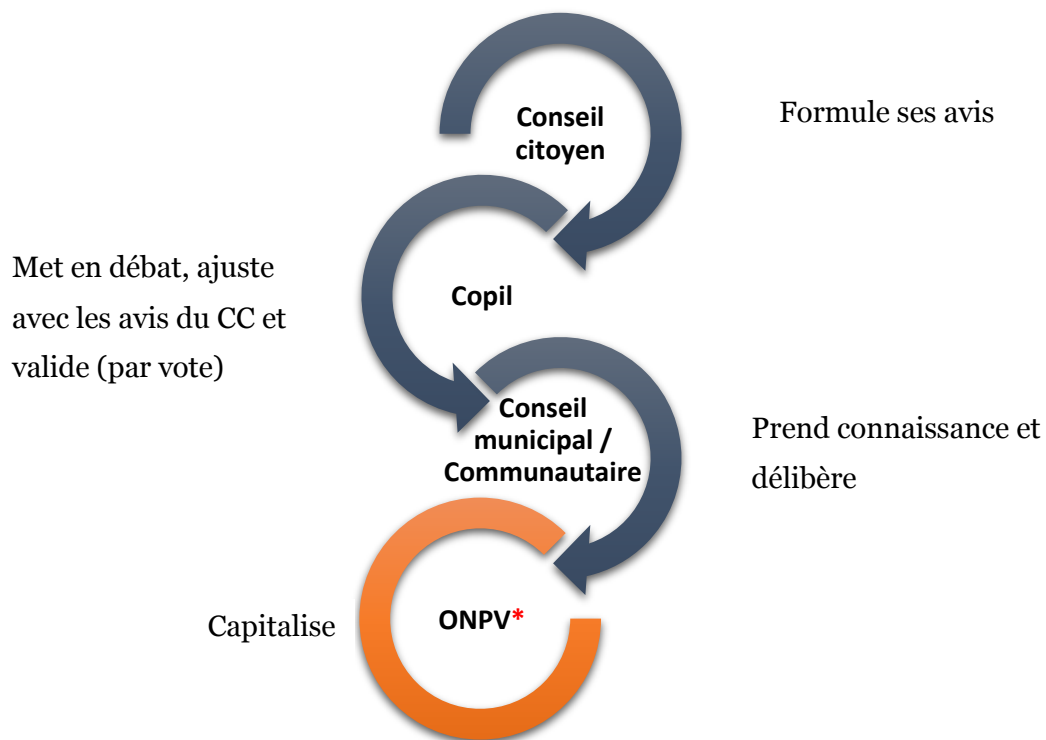 Conseil
citoyen
Formule ses avis
Met en débat, ajuste
avec les avis du CC et
valide (par vote)
Copil
Conseil
municipal /
Communautaire
Prend connaissance et
délibère
Capitalise
ONPV*